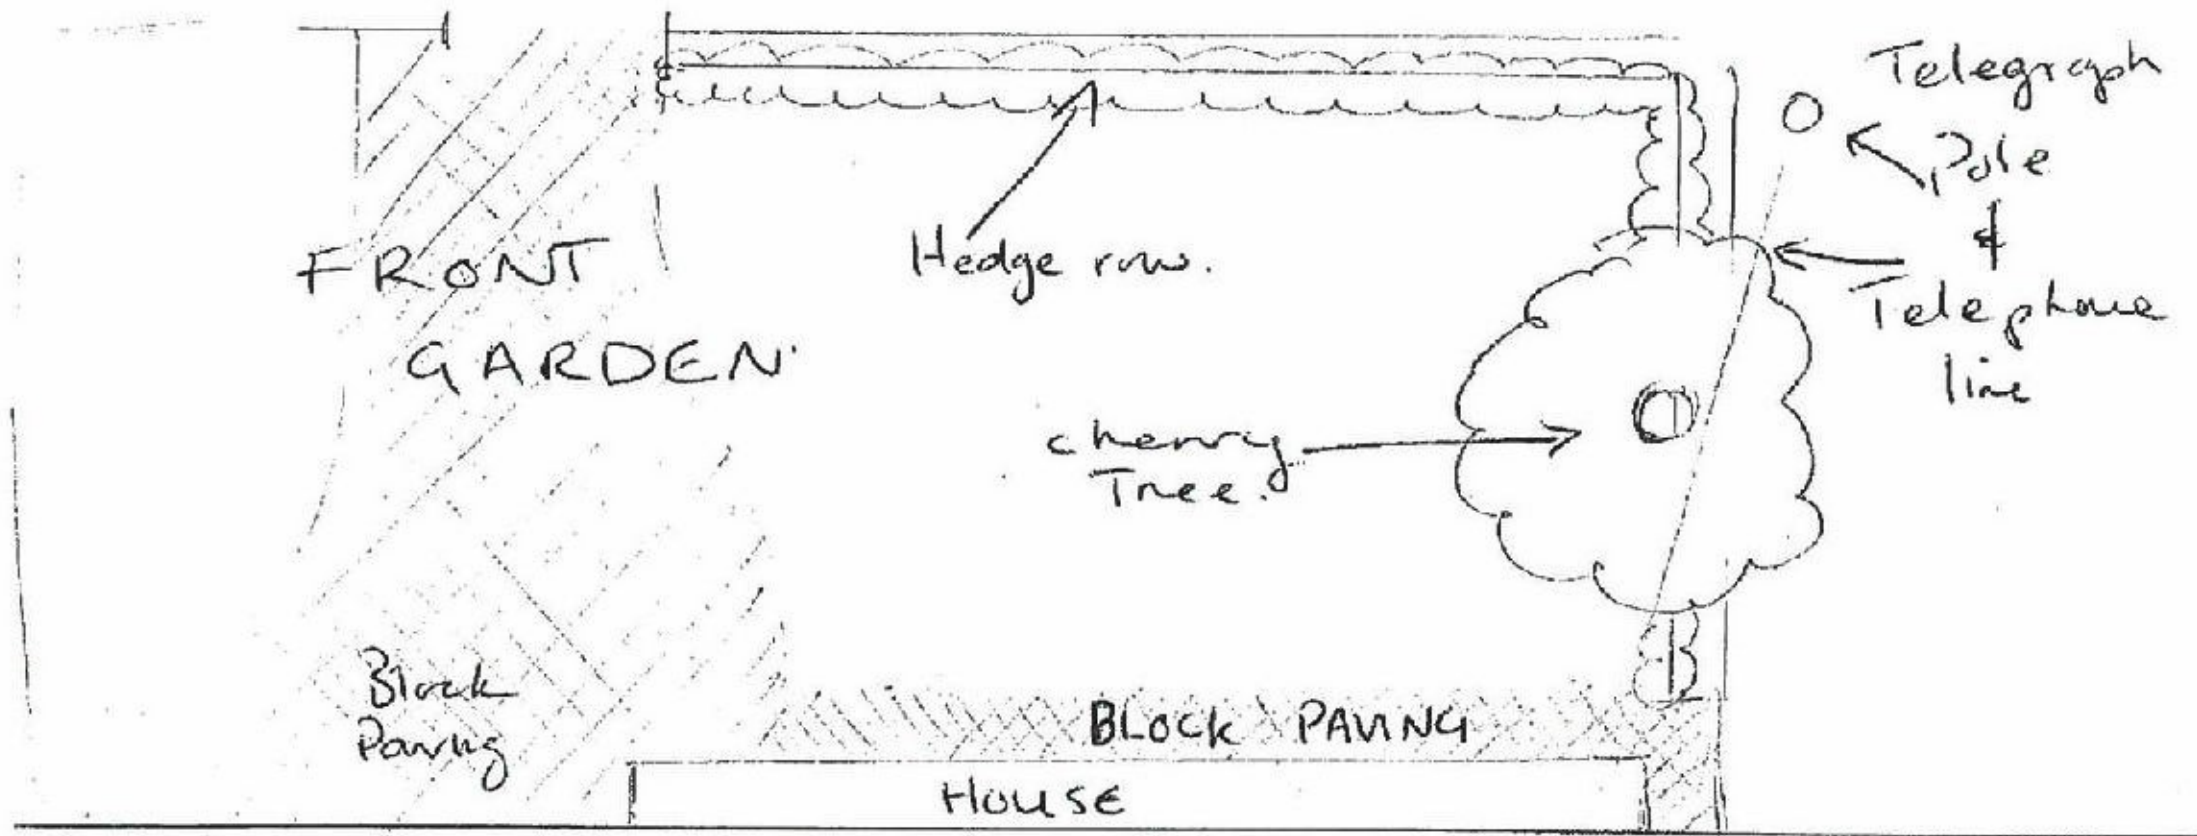 Telegraph
Pole
&
Telephone
line
Hedge row.
FRONT
GARDEN
cherry
Tree.
Block
Paving
BLOCK PAVING
HOUSE